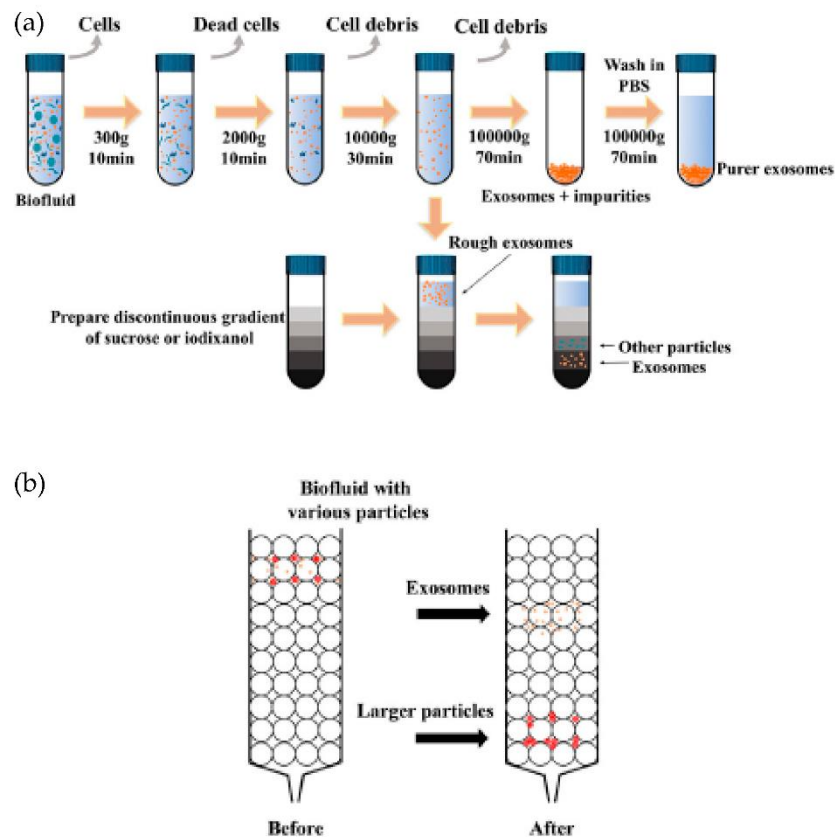 (a)
Cells
Dead cells
Cell debris
Cell debris
Wash in
PBS
300g
10min
2000g
10min
10000g
30min
100000g
70min
100000g
70min
Biofluid
Exosomes + impurities
Purer exosomes
Rough exosomes
Prepare discontinuous gradient
of sucrose or iodixanol
Other particles
Exosomes
(b)
Biofluid with
various particles
Exosomes
Larger particles
Before
After